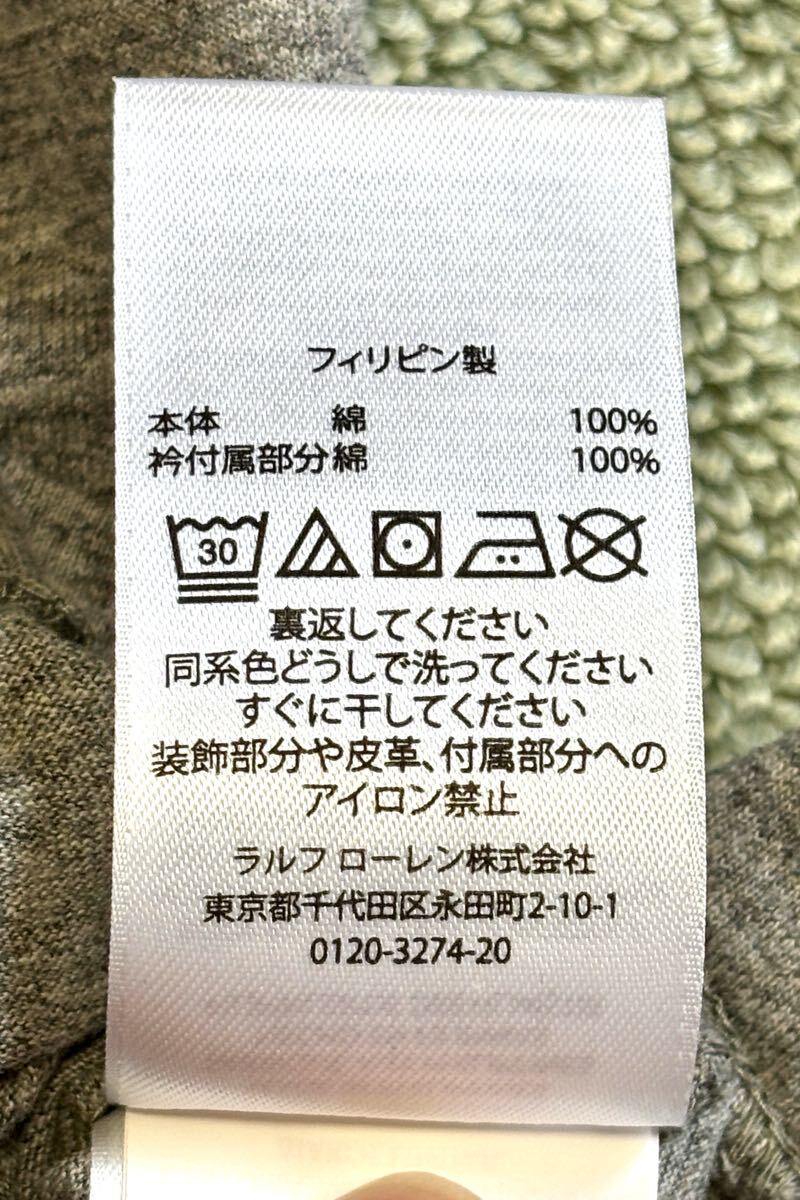 フィリピン製
本体 綿 100%
衿付属部分綿 100%
30
裏返してください
同系色どうしで洗ってください
すぐに干してください
装飾部分や皮革、付属部分への
アイロン禁止
ラルフ ローレン株式会社
東京都千代田区永田町2-10-1
0120-3274-20